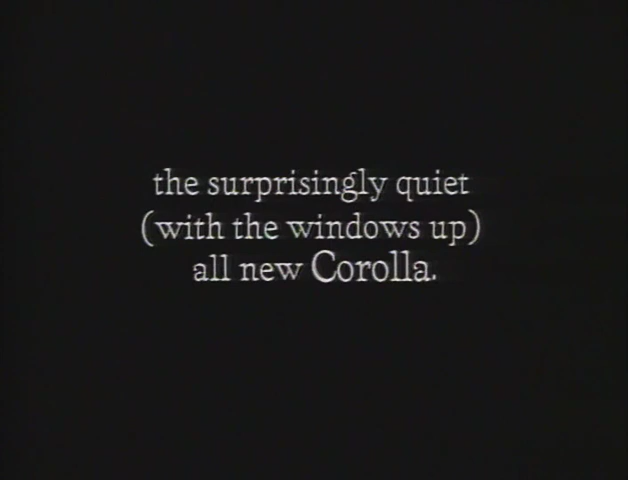 the surprisingly quiet
(with the windows up)
all new Corolla.